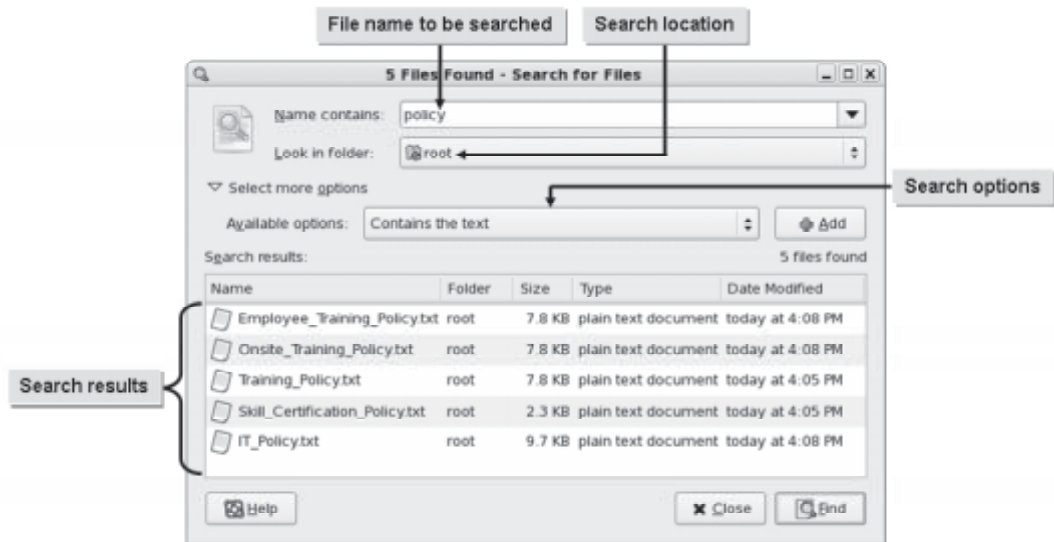 File name to be searched
Search location
5 Files Found - Search for Files
Name contains: policy
Look in folder: root
Select more options
Search options
Available options: Contains the text
Add
Search results: 5 files found
Name Folder Size Type Date Modified
Employee_Training_Policy.txt root 7.8 KB plain text document today at 4:08 PM
Onsite_Training_Policy.txt root 7.8 KB plain text document today at 4:08 PM
Training_Policy.txt root 7.8 KB plain text document today at 4:05 PM
Search results
Skill_Certification_Policy.txt root 2.3 KB plain text document today at 4:05 PM
IT_Policy.txt root 9.7 KB plain text document today at 4:08 PM
Help Close Find